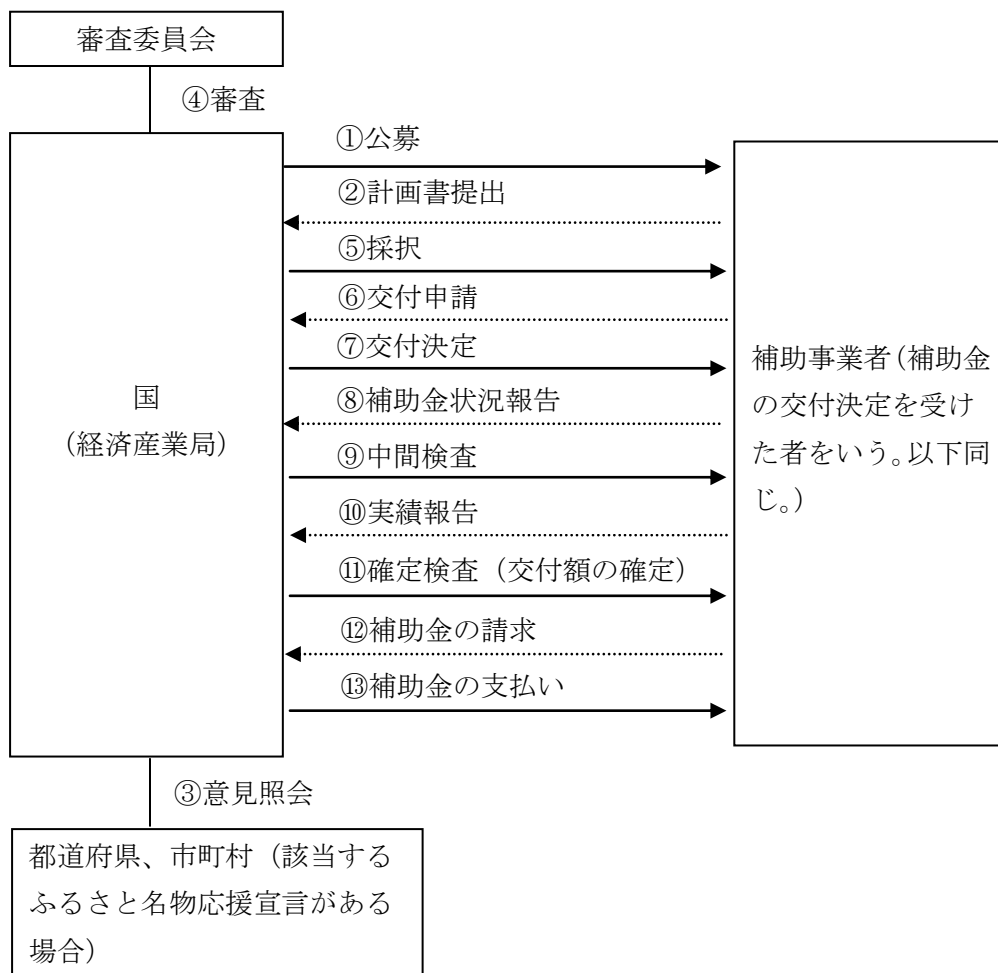 審査委員会
④審査
①公募
②計画書提出
⑤採択
⑥交付申請
⑦交付決定
⑧補助金状況報告
⑨中間検査
⑩実績報告
⑪確定検査（交付額の確定）
⑫補助金の請求
⑬補助金の支払い
国
（経済産業局）
補助事業者（補助金
の交付決定を受け
た者をいう。以下同
じ。）
③意見照会
都道府県、市町村（該当する
ふるさと名物応援宣言がある
場合）